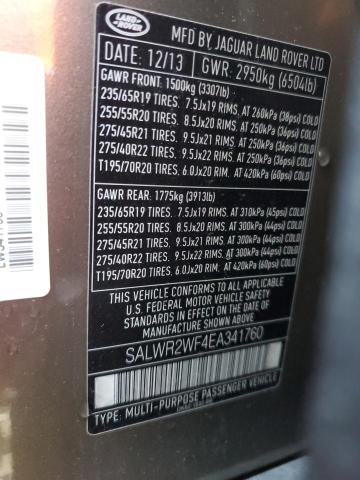 LAND
ROVER
MFD BY JAGUAR LAND ROVER LTD
DATE: 12/13 GWR: 2950kg (6504lb)
GAWR FRONT: 1500kg (3307lb)
235/65R19 TIRES, 7.5Jx19 RIMS, AT 260kPa (38psi) COLD
255/55R20 TIRES, 8.5Jx20 RIMS, AT 250kPa (36psi) COLD
275/45R21 TIRES, 9.5Jx21 RIMS, AT 250kPa (36psi) COLD
275/40R22 TIRES, 9.5Jx22 RIMS, AT 250kPa (36psi) COLD
T195/70R20 TIRES, 6.0Jx20 RIM, AT 420kPa (60psi) COLD
GAWR REAR: 1775kg (3913lb)
235/65R19 TIRES, 7.5Jx19 RIMS, AT 310kPa (45psi) COLD
255/55R20 TIRES, 8.5Jx20 RIMS, AT 300kPa (44psi) COLD
275/45R21 TIRES, 9.5Jx21 RIMS, AT 300kPa (44psi) COLD
275/40R22 TIRES, 9.5Jx22 RIMS, AT 300kPa (44psi) COLD
T195/70R20 TIRES, 6.0Jx20 RIM, AT 420kPa (60psi) COLD
THIS VEHICLE CONFORMS TO ALL APPLICABLE
U.S. FEDERAL MOTOR VEHICLE SAFETY
STANDARDS IN EFFECT ON THE DATE OF
MANUFACTURE SHOWN ABOVE.
SALWR2WF4EA341760
TYPE: MULTI-PURPOSE PASSENGER VEHICLE